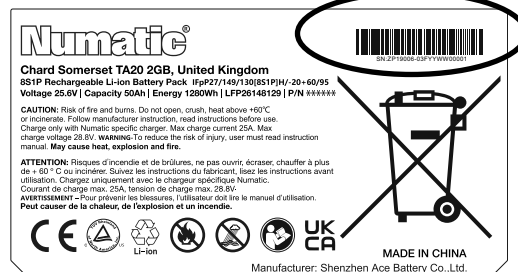 Numatic®
SN:ZP19006-03FYYWW00001
Chard Somerset TA20 2GB, United Kingdom
8S1P Rechargeable Li-ion Battery Pack IFpP27/149/130[8S1P]H/-20+60/95
Voltage 25.6V | Capacity 50Ah | Energy 1280Wh | LFP26148129 | P/N ******
CAUTION: Risk of fire and burns. Do not open, crush, heat above +60°C
or incinerate. Follow manufacturer instruction, read instructions before use.
Charge only with Numatic specific charger. Max charge current 25A. Max
charge voltage 28.8V. WARNING-To reduce the risk of injury, user must read instruction
manual. May cause heat, explosion and fire.
ATTENTION: Risques d'incendie et de brûlures, ne pas ouvrir, écraser, chauffer à plus
de + 60 ° C ou incinérer. Suivez les instructions du fabricant, lisez les instructions avant
utilisation. Chargez uniquement avec le chargeur spécifique Numatic.
Courant de charge max. 25A, tension de charge max. 28.8V-
AVERTISSEMENT – Pour prévenir les blessures, l'utilisateur doit lire le manuel d'utilisation.
Peut causer de la chaleur, de l'explosion et un incendie.
CE
Li-ion
UK
CA
MADE IN CHINA
Manufacturer: Shenzhen Ace Battery Co.,Ltd.